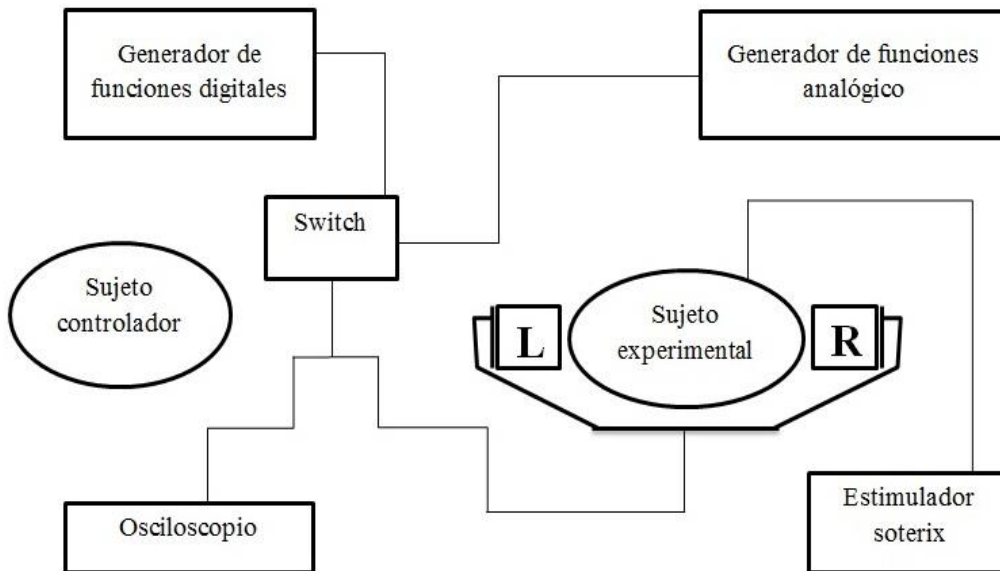 Generador de
funciones digitales
Generador de funciones
analógico
Switch
Sujeto
controlador
L
Sujeto
experimental
R
Osciloscopio
Estimulador
soterix